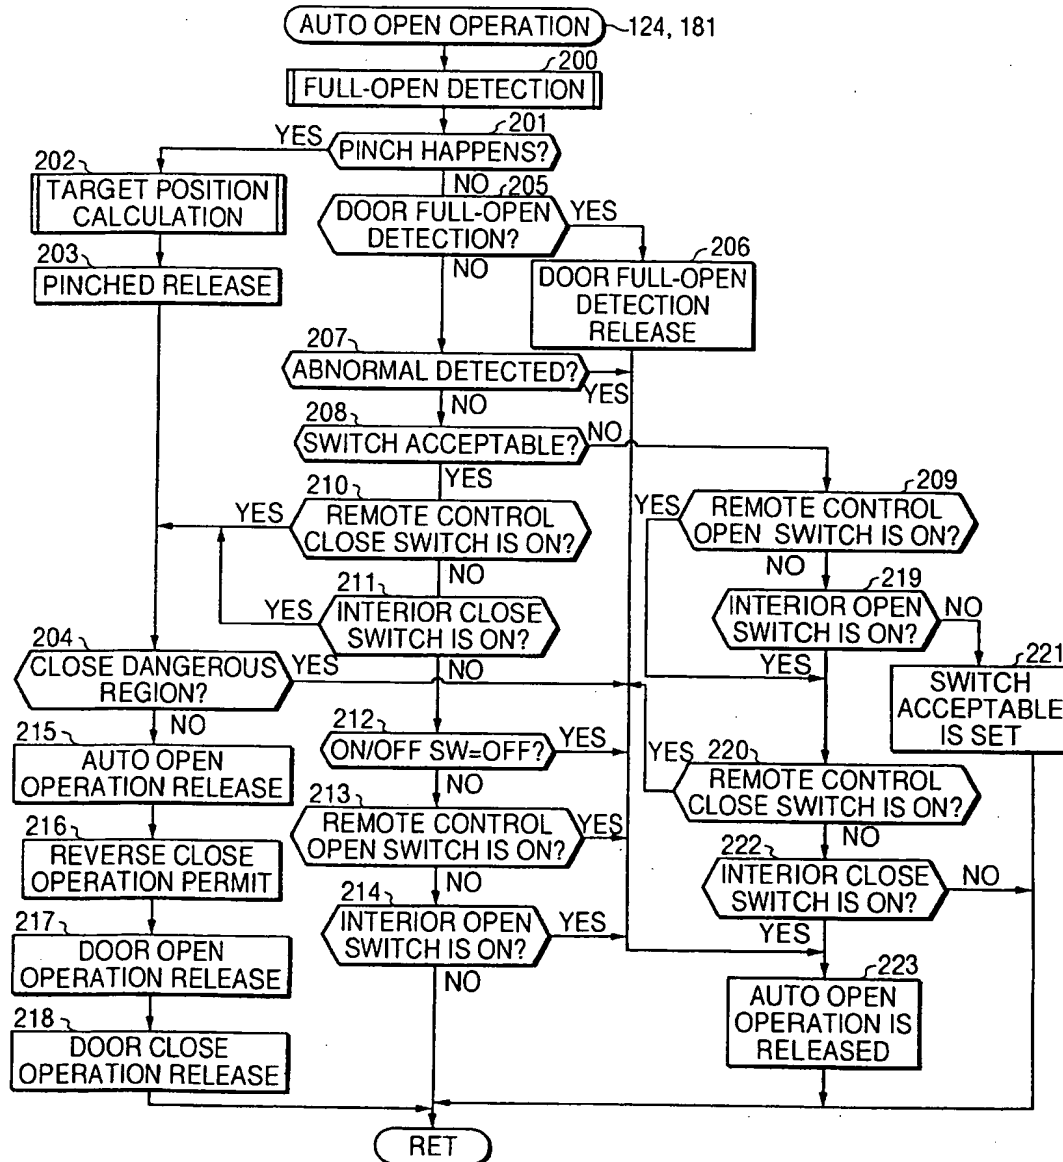 AUTO OPEN OPERATION
124, 181
200
FULL-OPEN DETECTION
201
YES
PINCH HAPPENS?
202
NO
205
TARGET POSITION
CALCULATION
DOOR FULL-OPEN
DETECTION?
YES
206
203
NO
PINCHED RELEASE
DOOR FULL-OPEN
DETECTION
RELEASE
207
ABNORMAL DETECTED?
YES
NO
208
SWITCH ACCEPTABLE?
NO
YES
210
209
YES
REMOTE CONTROL
CLOSE SWITCH IS ON?
YES
REMOTE CONTROL
OPEN SWITCH IS ON?
NO
NO
211
219
YES
INTERIOR CLOSE
SWITCH IS ON?
INTERIOR OPEN
SWITCH IS ON?
NO
204
CLOSE DANGEROUS
REGION?
YES
NO
YES
221
SWITCH
ACCEPTABLE
IS SET
NO
215
212
AUTO OPEN
OPERATION RELEASE
ON/OFF SW=OFF?
YES
YES
220
REMOTE CONTROL
CLOSE SWITCH IS ON?
NO
213
216
REMOTE CONTROL
OPEN SWITCH IS ON?
YES
NO
REVERSE CLOSE
OPERATION PERMIT
222
INTERIOR CLOSE
SWITCH IS ON?
NO
NO
214
217
INTERIOR OPEN
SWITCH IS ON?
YES
YES
DOOR OPEN
OPERATION RELEASE
NO
223
AUTO OPEN
OPERATION IS
RELEASED
218
DOOR CLOSE
OPERATION RELEASE
RET